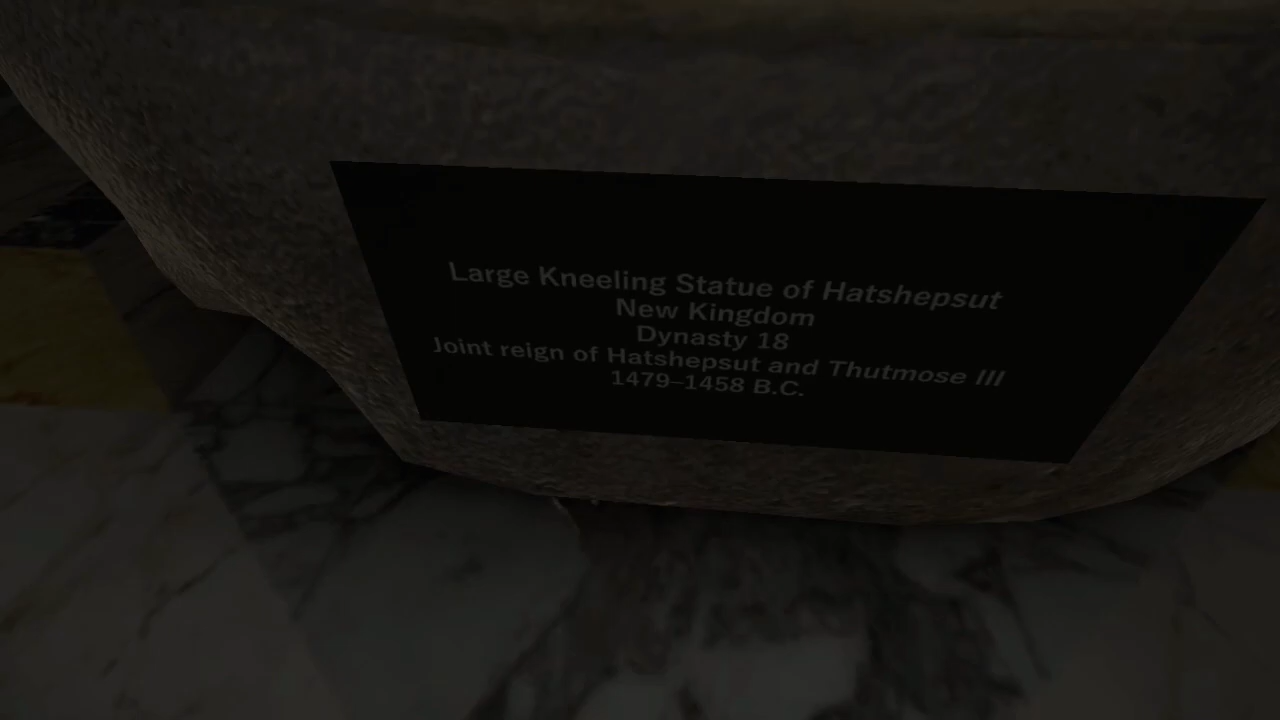 Large Kneeling Statue of Hatshepsut
New Kingdom
Dynasty 18
Joint reign of Hatshepsut and Thutmose III
1479–1458 B.C.